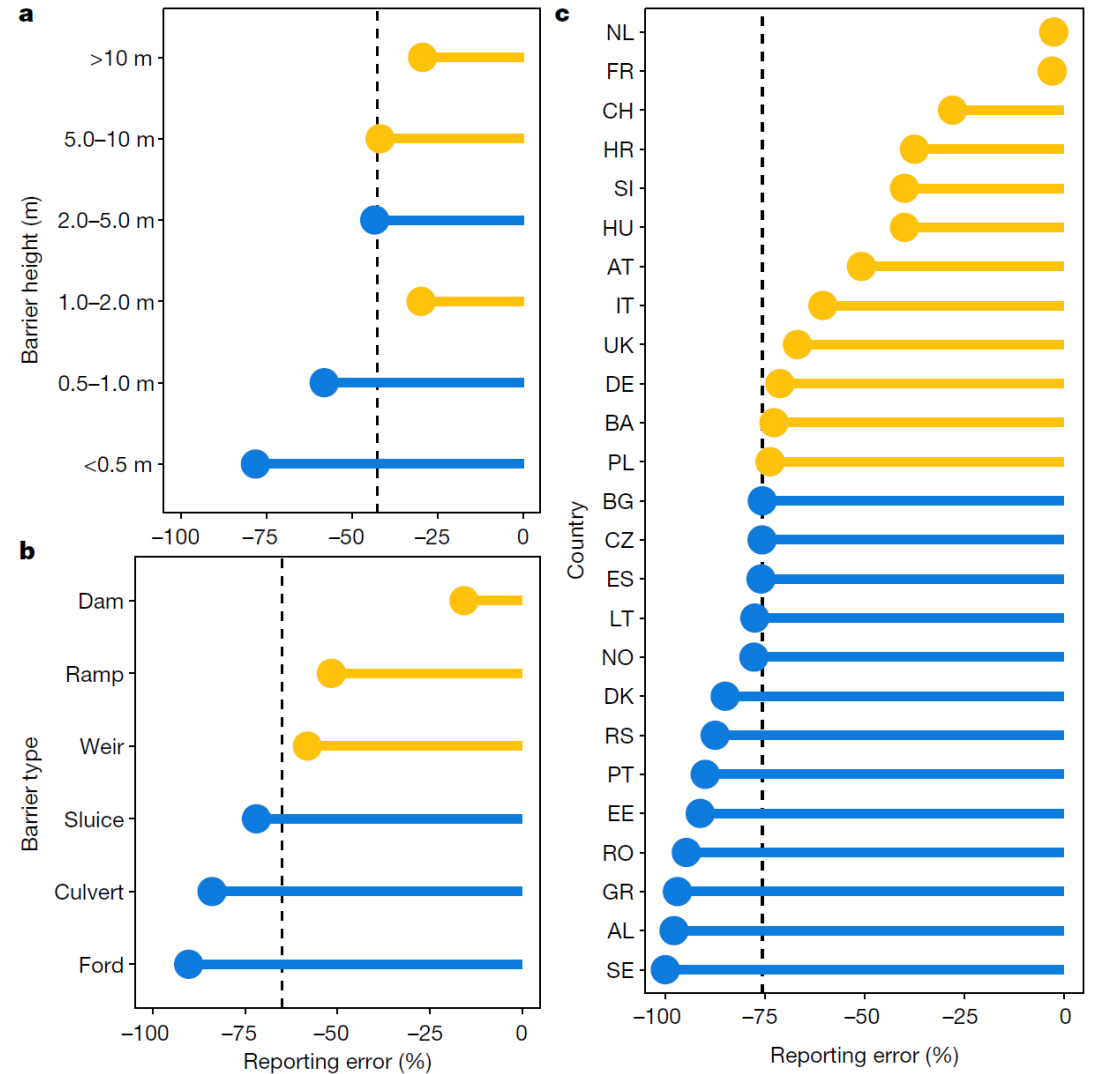 a
Barrier height (m)
>10 m
5.0–10 m
2.0–5.0 m
1.0–2.0 m
0.5–1.0 m
<0.5 m
–100 –75 –50 –25 0
b
Barrier type
Dam
Ramp
Weir
Sluice
Culvert
Ford
–100 –75 –50 –25 0
Reporting error (%)
c
Country
NL
FR
CH
HR
SI
HU
AT
IT
UK
DE
BA
PL
BG
CZ
ES
LT
NO
DK
RS
PT
EE
RO
GR
AL
SE
–100 –75 –50 –25 0
Reporting error (%)